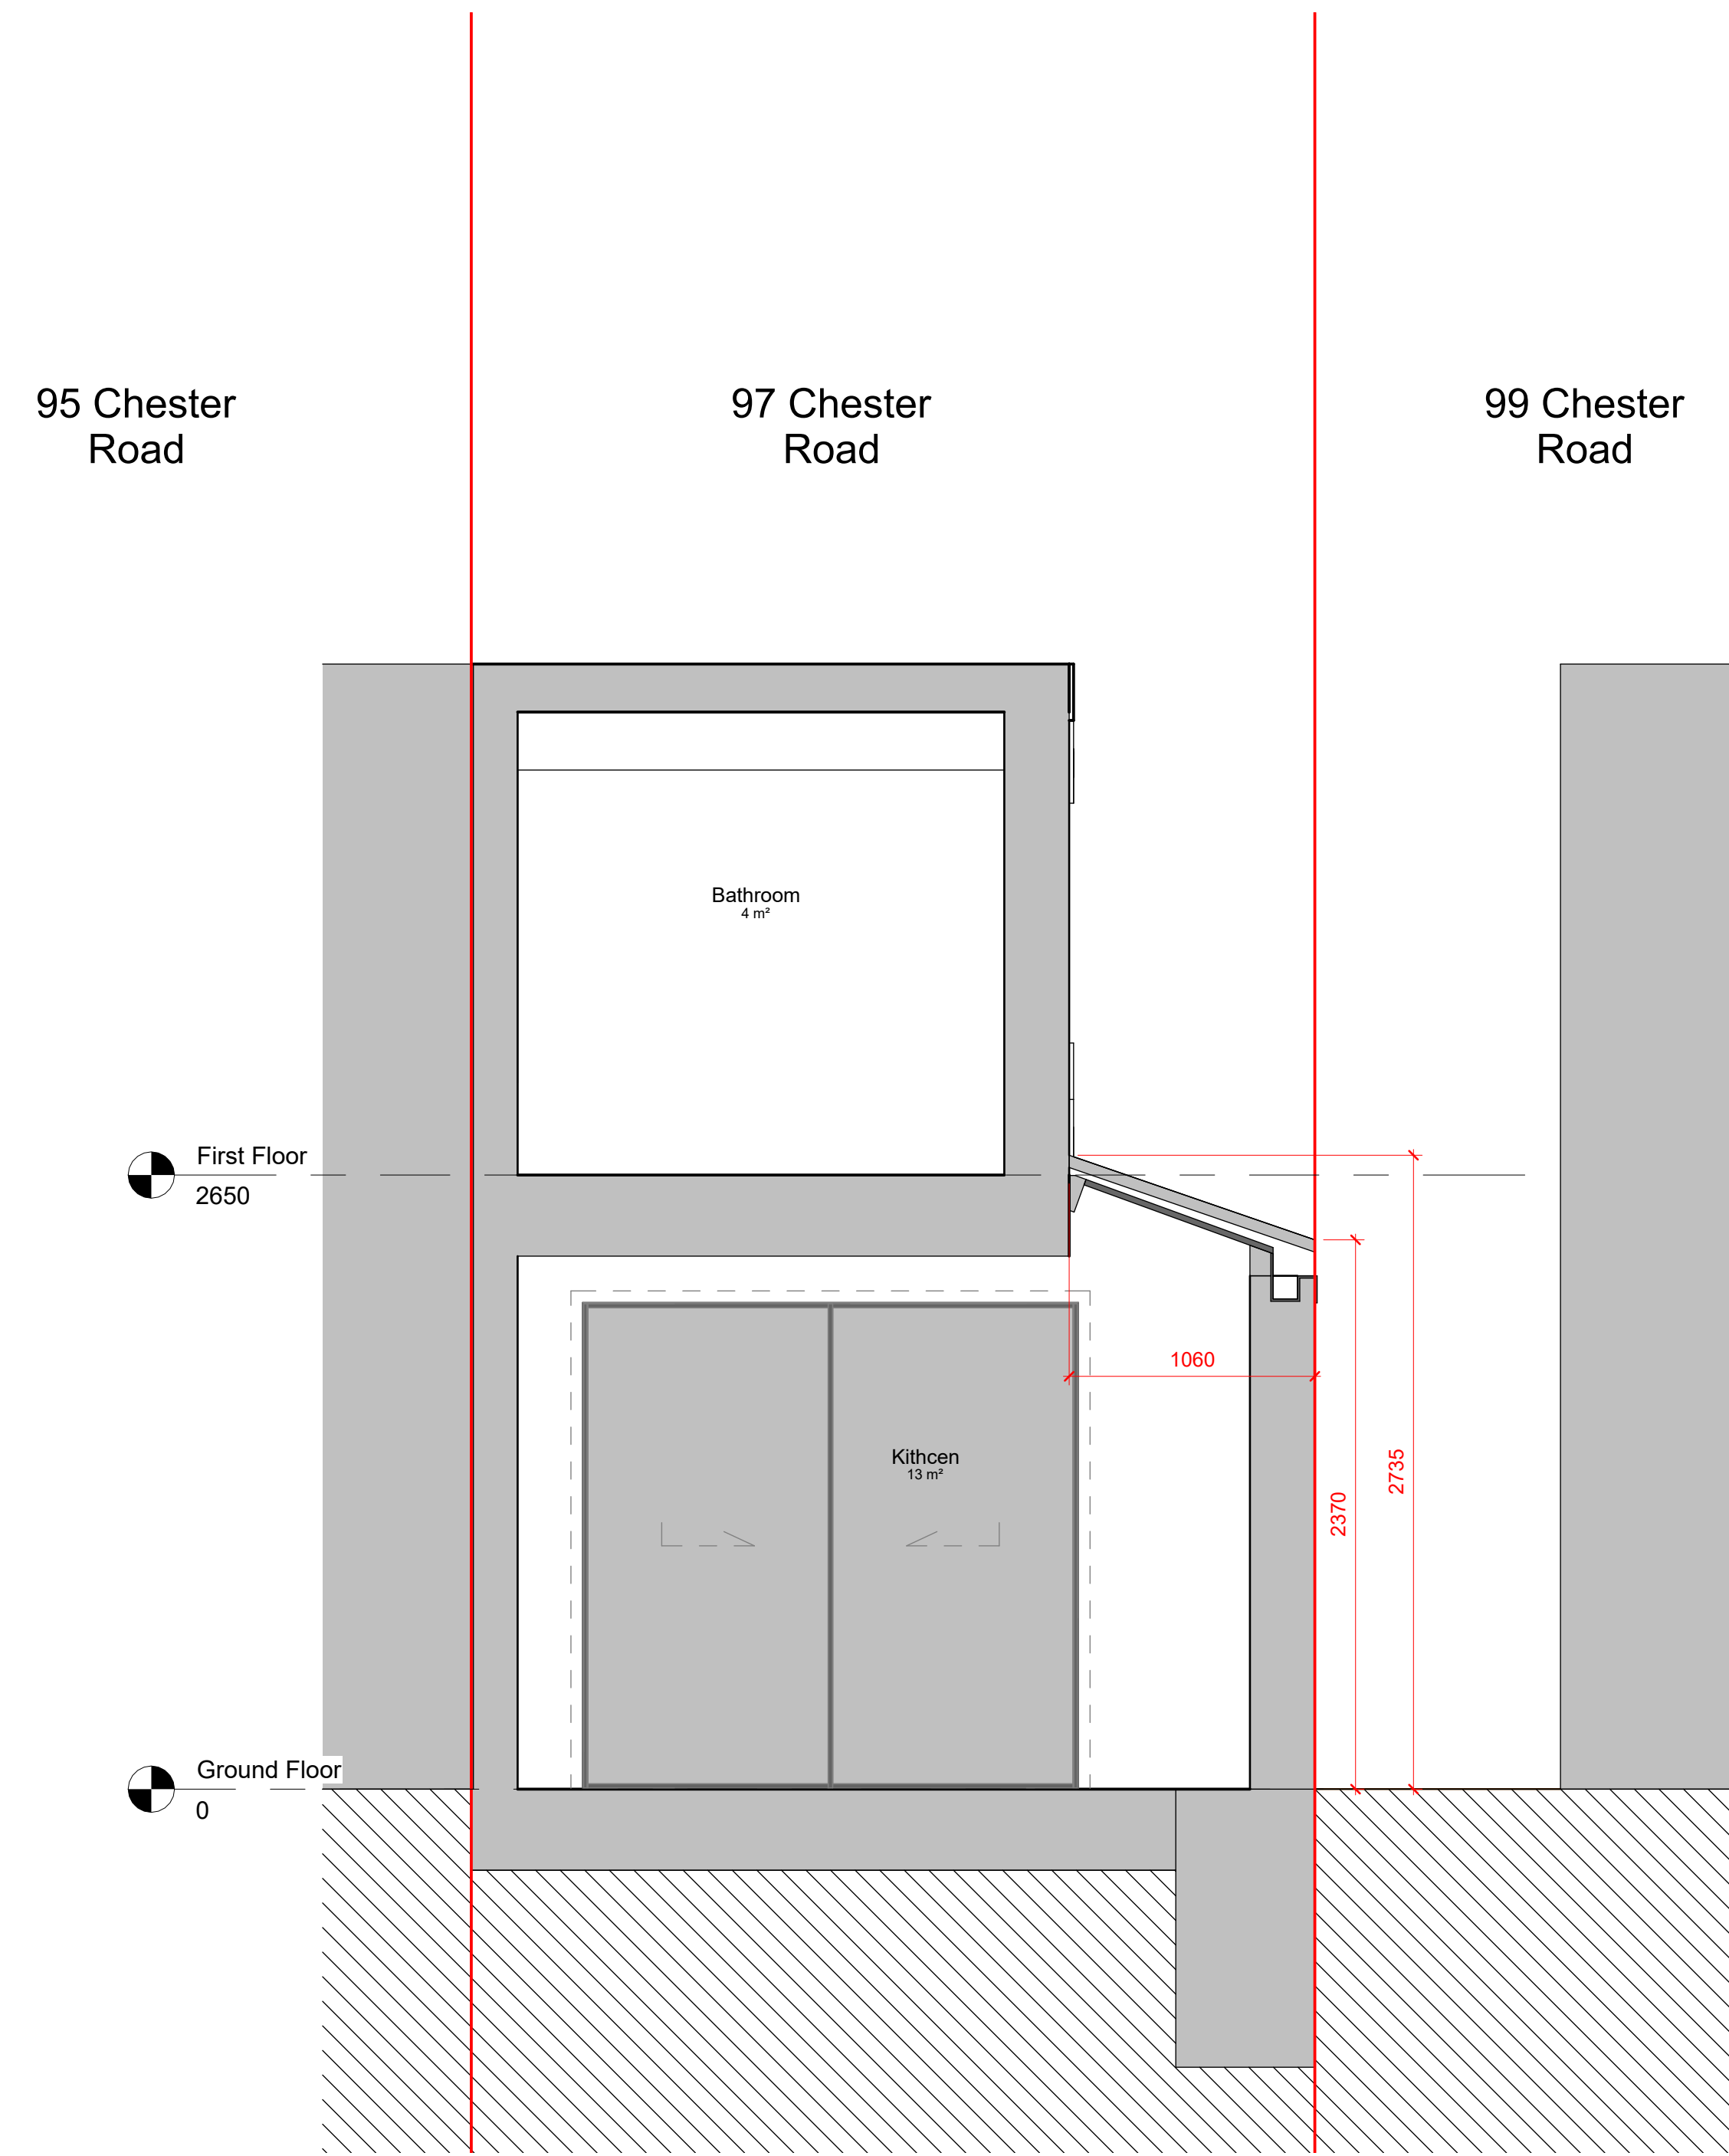 95 Chester
Road
97 Chester
Road
99 Chester
Road
Bathroom
4 m²
First Floor
2650
1060
Kithcen
13 m²
2370
2735
Ground Floor
0